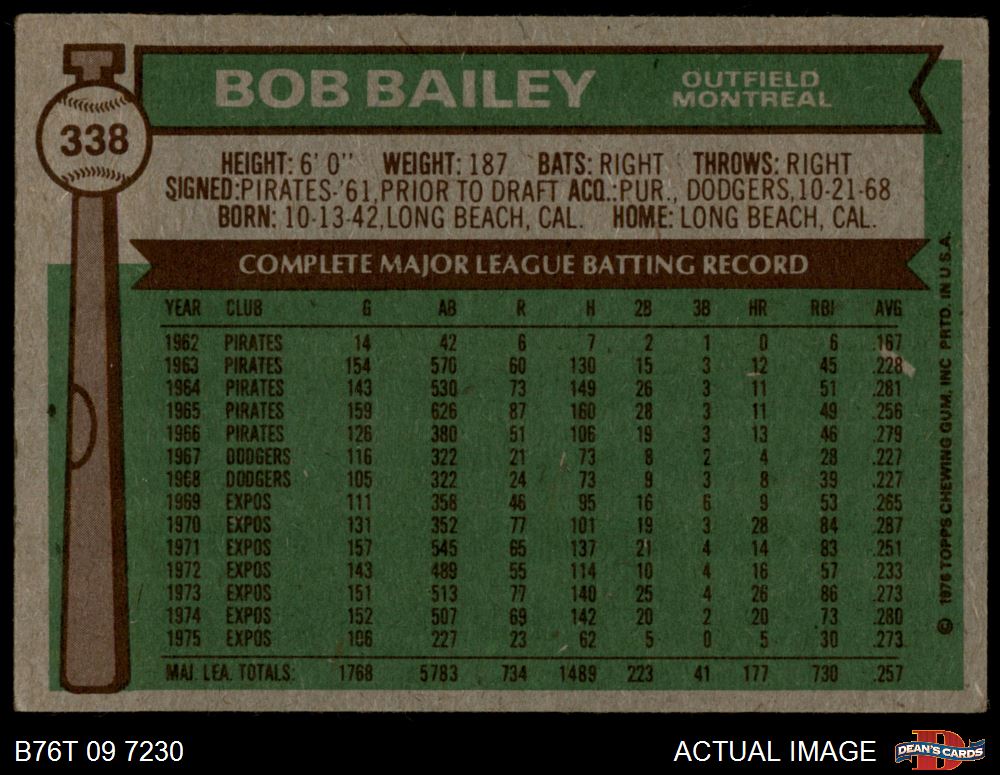 338
BOB BAILEY OUTFIELD
MONTREAL
HEIGHT: 6' 0" WEIGHT: 187 BATS: RIGHT THROWS: RIGHT
SIGNED: PIRATES-'61, PRIOR TO DRAFT ACQ.: PUR., DODGERS, 10-21-68
BORN: 10-13-42, LONG BEACH, CAL. HOME: LONG BEACH, CAL.
COMPLETE MAJOR LEAGUE BATTING RECORD
YEAR CLUB G AB R H 2B 3B HR RBI AVG
1962 PIRATES 14 42 6 7 2 1 0 6 .167
1963 PIRATES 154 570 60 130 15 3 12 45 .228
1964 PIRATES 143 530 73 149 26 3 11 51 .281
1965 PIRATES 159 626 87 160 28 3 11 49 .256
1966 PIRATES 126 380 51 106 19 3 13 46 .279
1967 DODGERS 116 322 21 73 8 2 4 28 .227
1968 DODGERS 105 322 24 73 9 3 8 39 .227
1969 EXPOS 111 358 46 95 16 6 9 53 .265
1970 EXPOS 131 352 77 101 19 3 28 84 .287
1971 EXPOS 157 545 65 137 21 4 14 83 .251
1972 EXPOS 143 489 55 114 10 4 16 57 .233
1973 EXPOS 151 513 77 140 25 4 26 86 .273
1974 EXPOS 152 507 69 142 20 2 20 73 .280
1975 EXPOS 106 227 23 62 5 0 5 30 .273
MAJ. LEA. TOTALS: 1768 5783 734 1489 223 41 177 730 .257
© 1976 TOPPS CHEWING GUM, INC PRTD. IN U.S.A.
B76T 09 7230 ACTUAL IMAGE D DEAN'S CARDS